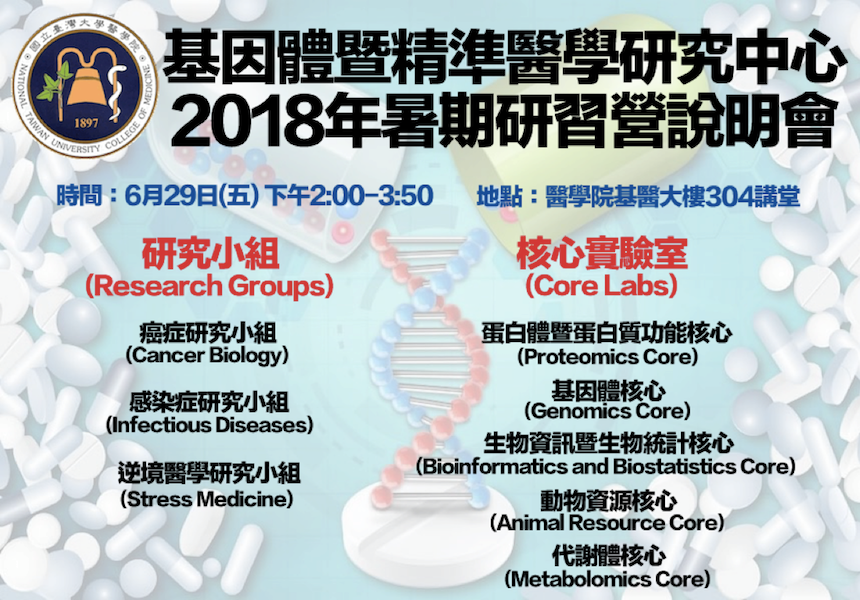 國立臺灣大學醫學院
NATIONAL TAIWAN UNIVERSITY COLLEGE OF MEDICINE
1897
基因體暨精準醫學研究中心
2018年暑期研習營說明會
時間：6月29日(五) 下午2:00-3:50
地點：醫學院基醫大樓304講堂
研究小組
(Research Groups)
癌症研究小組
(Cancer Biology)
感染症研究小組
(Infectious Diseases)
逆境醫學研究小組
(Stress Medicine)
核心實驗室
(Core Labs)
蛋白體暨蛋白質功能核心
(Proteomics Core)
基因體核心
(Genomics Core)
生物資訊暨生物統計核心
(Bioinformatics and Biostatistics Core)
動物資源核心
(Animal Resource Core)
代謝體核心
(Metabolomics Core)